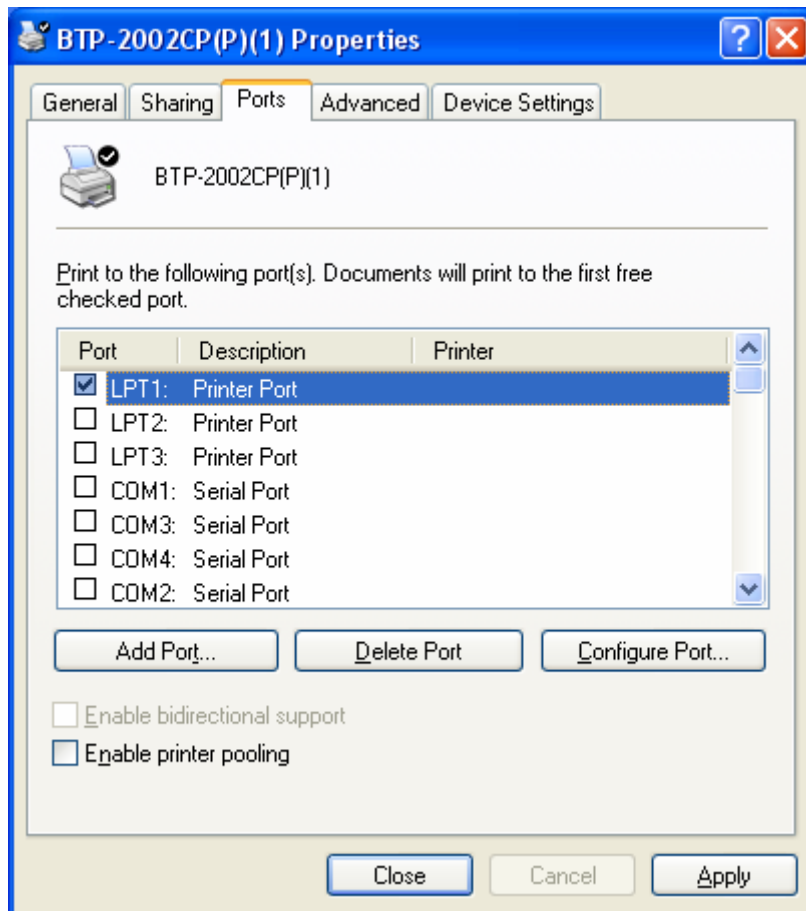 BTP-2002CP(P)(1) Properties
General Sharing Ports Advanced Device Settings
BTP-2002CP(P)(1)
Print to the following port(s). Documents will print to the first free
checked port.
Port Description Printer
LPT1: Printer Port
LPT2: Printer Port
LPT3: Printer Port
COM1: Serial Port
COM3: Serial Port
COM4: Serial Port
COM2: Serial Port
Add Port... Delete Port Configure Port...
Enable bidirectional support
Enable printer pooling
Close Cancel Apply